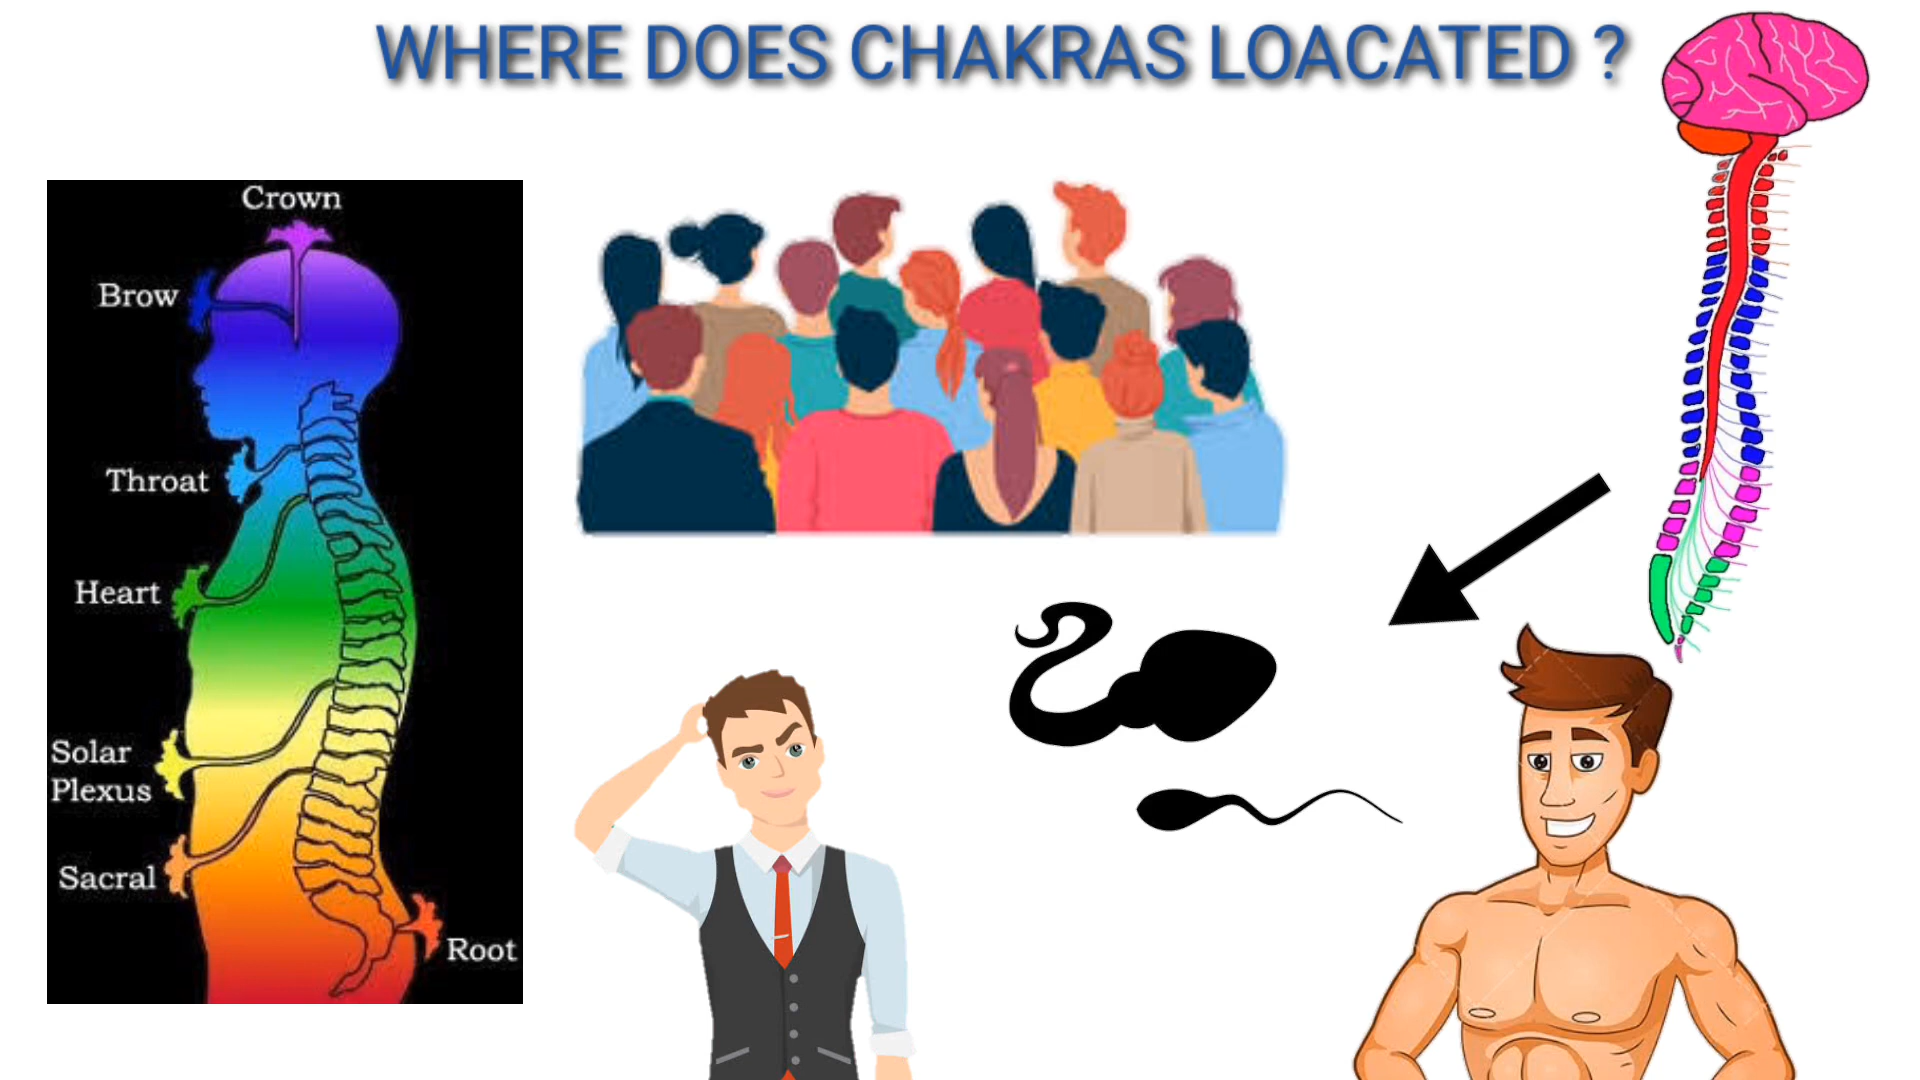 WHERE DOES CHAKRAS LOACATED ?
Crown
Brow
Throat
Heart
Solar
Plexus
Sacral
Root